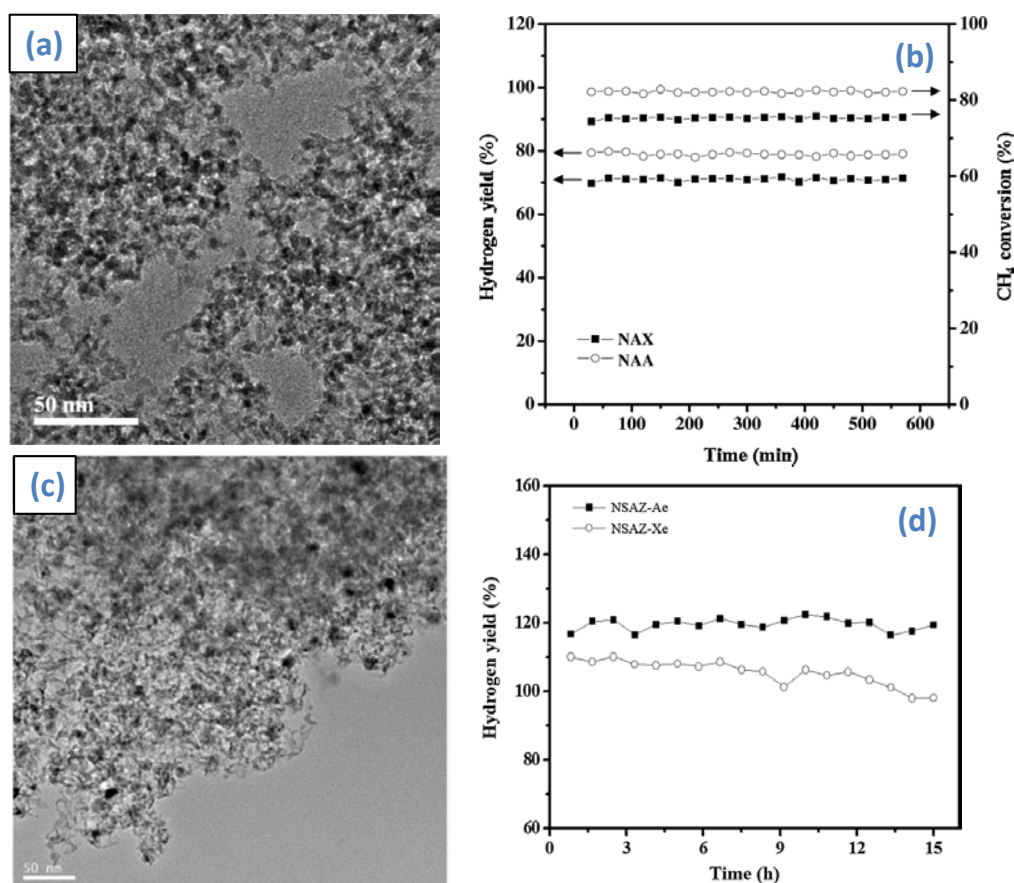 (a)
50 nm
(b)
120
100
80
60
40
20
0
Hydrogen yield (%)
100
80
60
40
20
0
CH₄ conversion (%)
NAX
NAA
0 100 200 300 400 500 600
Time (min)
(c)
50 nm
(d)
160
140
120
100
80
60
Hydrogen yield (%)
NSAZ-Ae
NSAZ-Xe
0 3 6 9 12 15
Time (h)